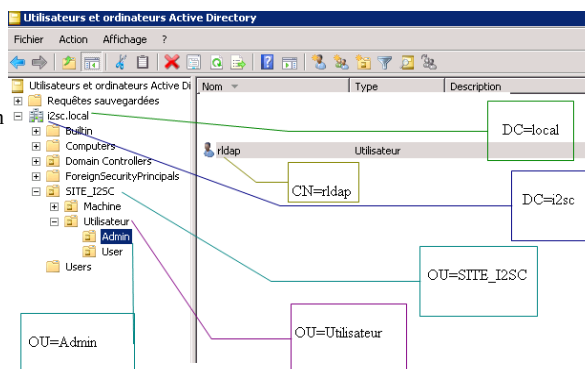 Utilisateurs et ordinateurs Active Directory
Fichier Action Affichage ?
Utilisateurs et ordinateurs Active Di
Nom Type Description
Requêtes sauvegardées
n
i2sc.local
DC=local
Builtin
Computers
rldap Utilisateur
Domain Controllers
ForeignSecurityPrincipals
CN=rldap
DC=i2sc
SITE_I2SC
Machine
Utilisateur
Admin
User
Users
OU=SITE_I2SC
OU=Utilisateur
OU=Admin